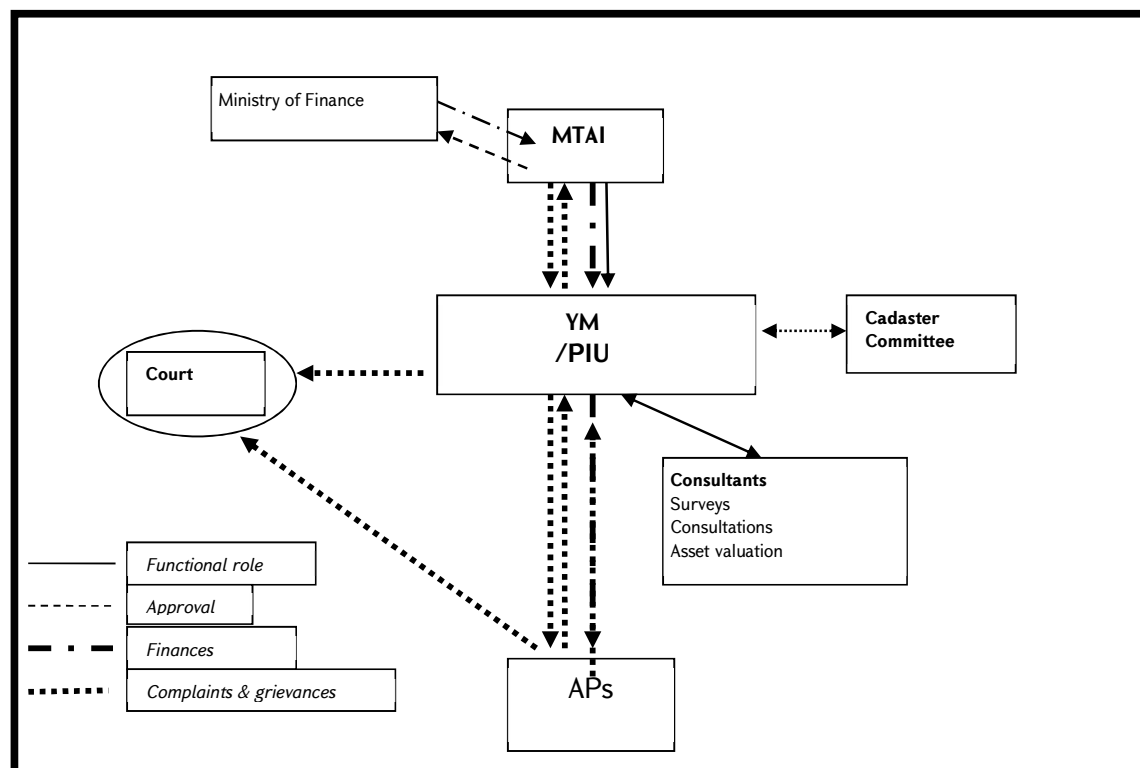 Ministry of Finance
MTAI
YM
/PIU
Cadaster
Committee
Court
Consultants
Surveys
Consultations
Asset valuation
Functional role
Approval
Finances
Complaints & grievances
APs